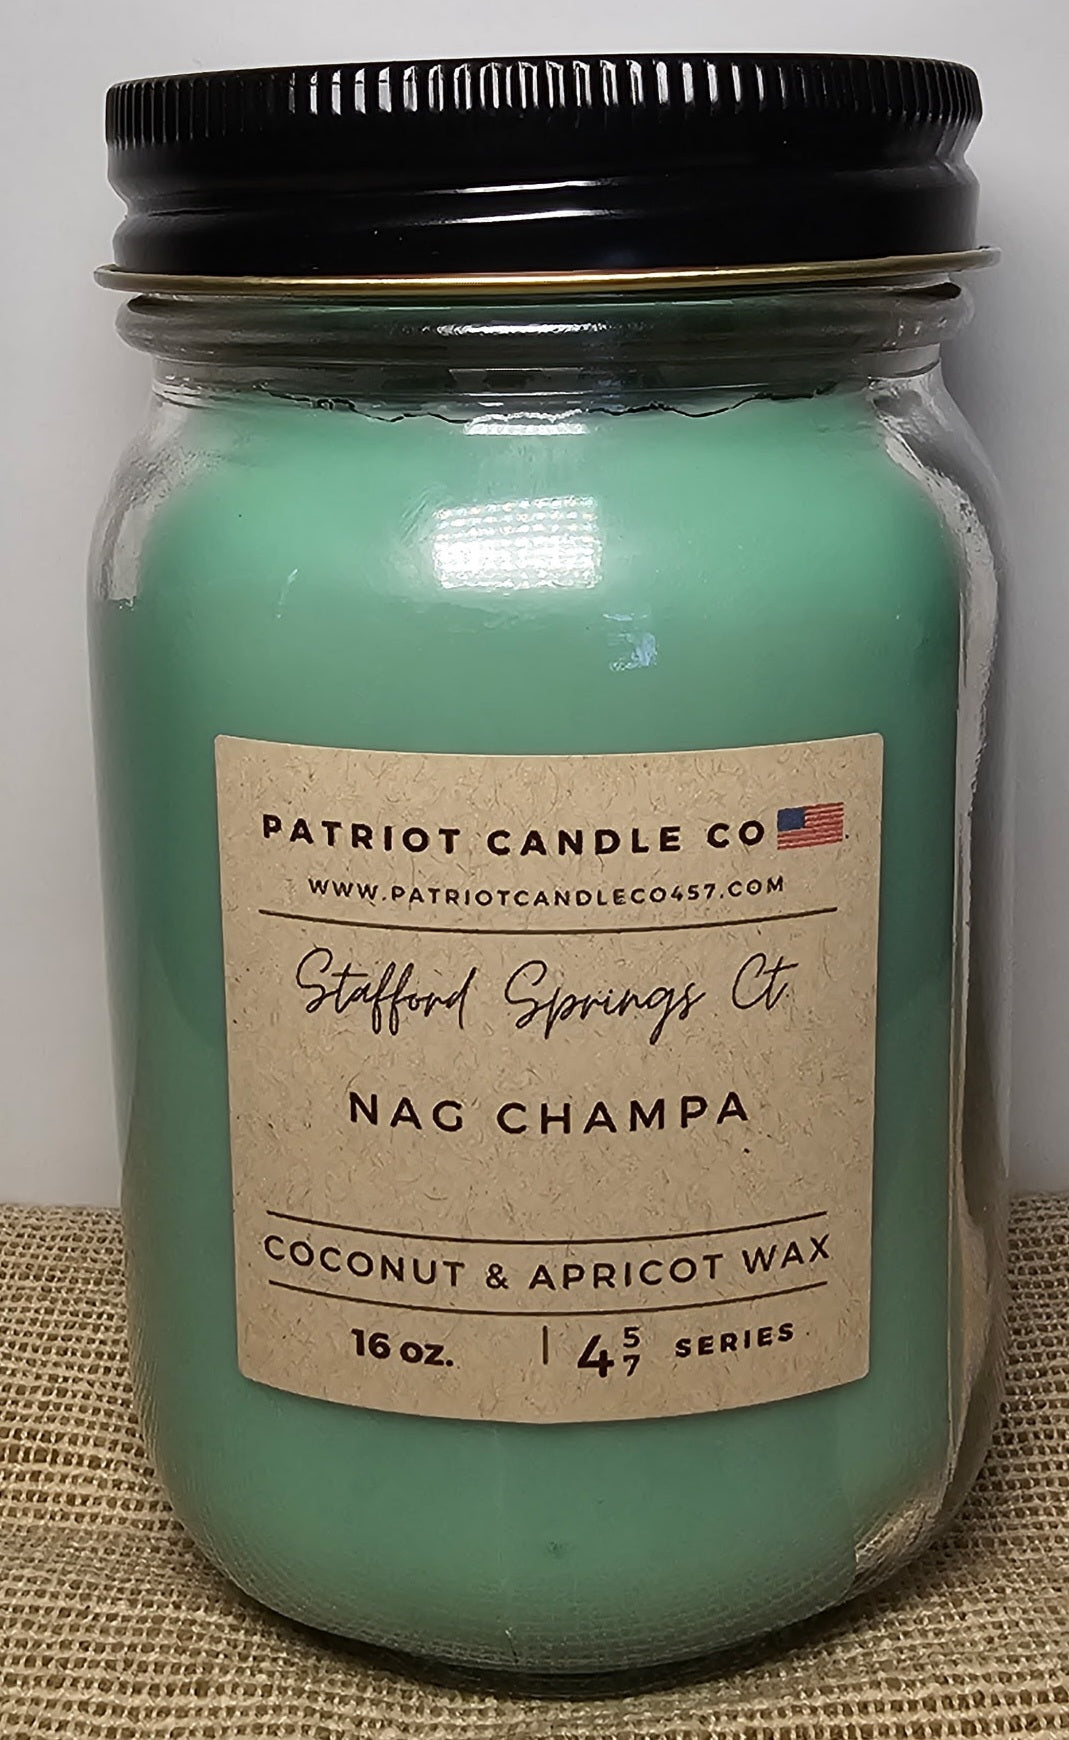 PATRIOT CANDLE CO
WWW.PATRIOTCANDLECO457.COM
Stafford Springs Ct
NAG CHAMPA
COCONUT & APRICOT WAX
16 oz. | 4 5 7 SERIES